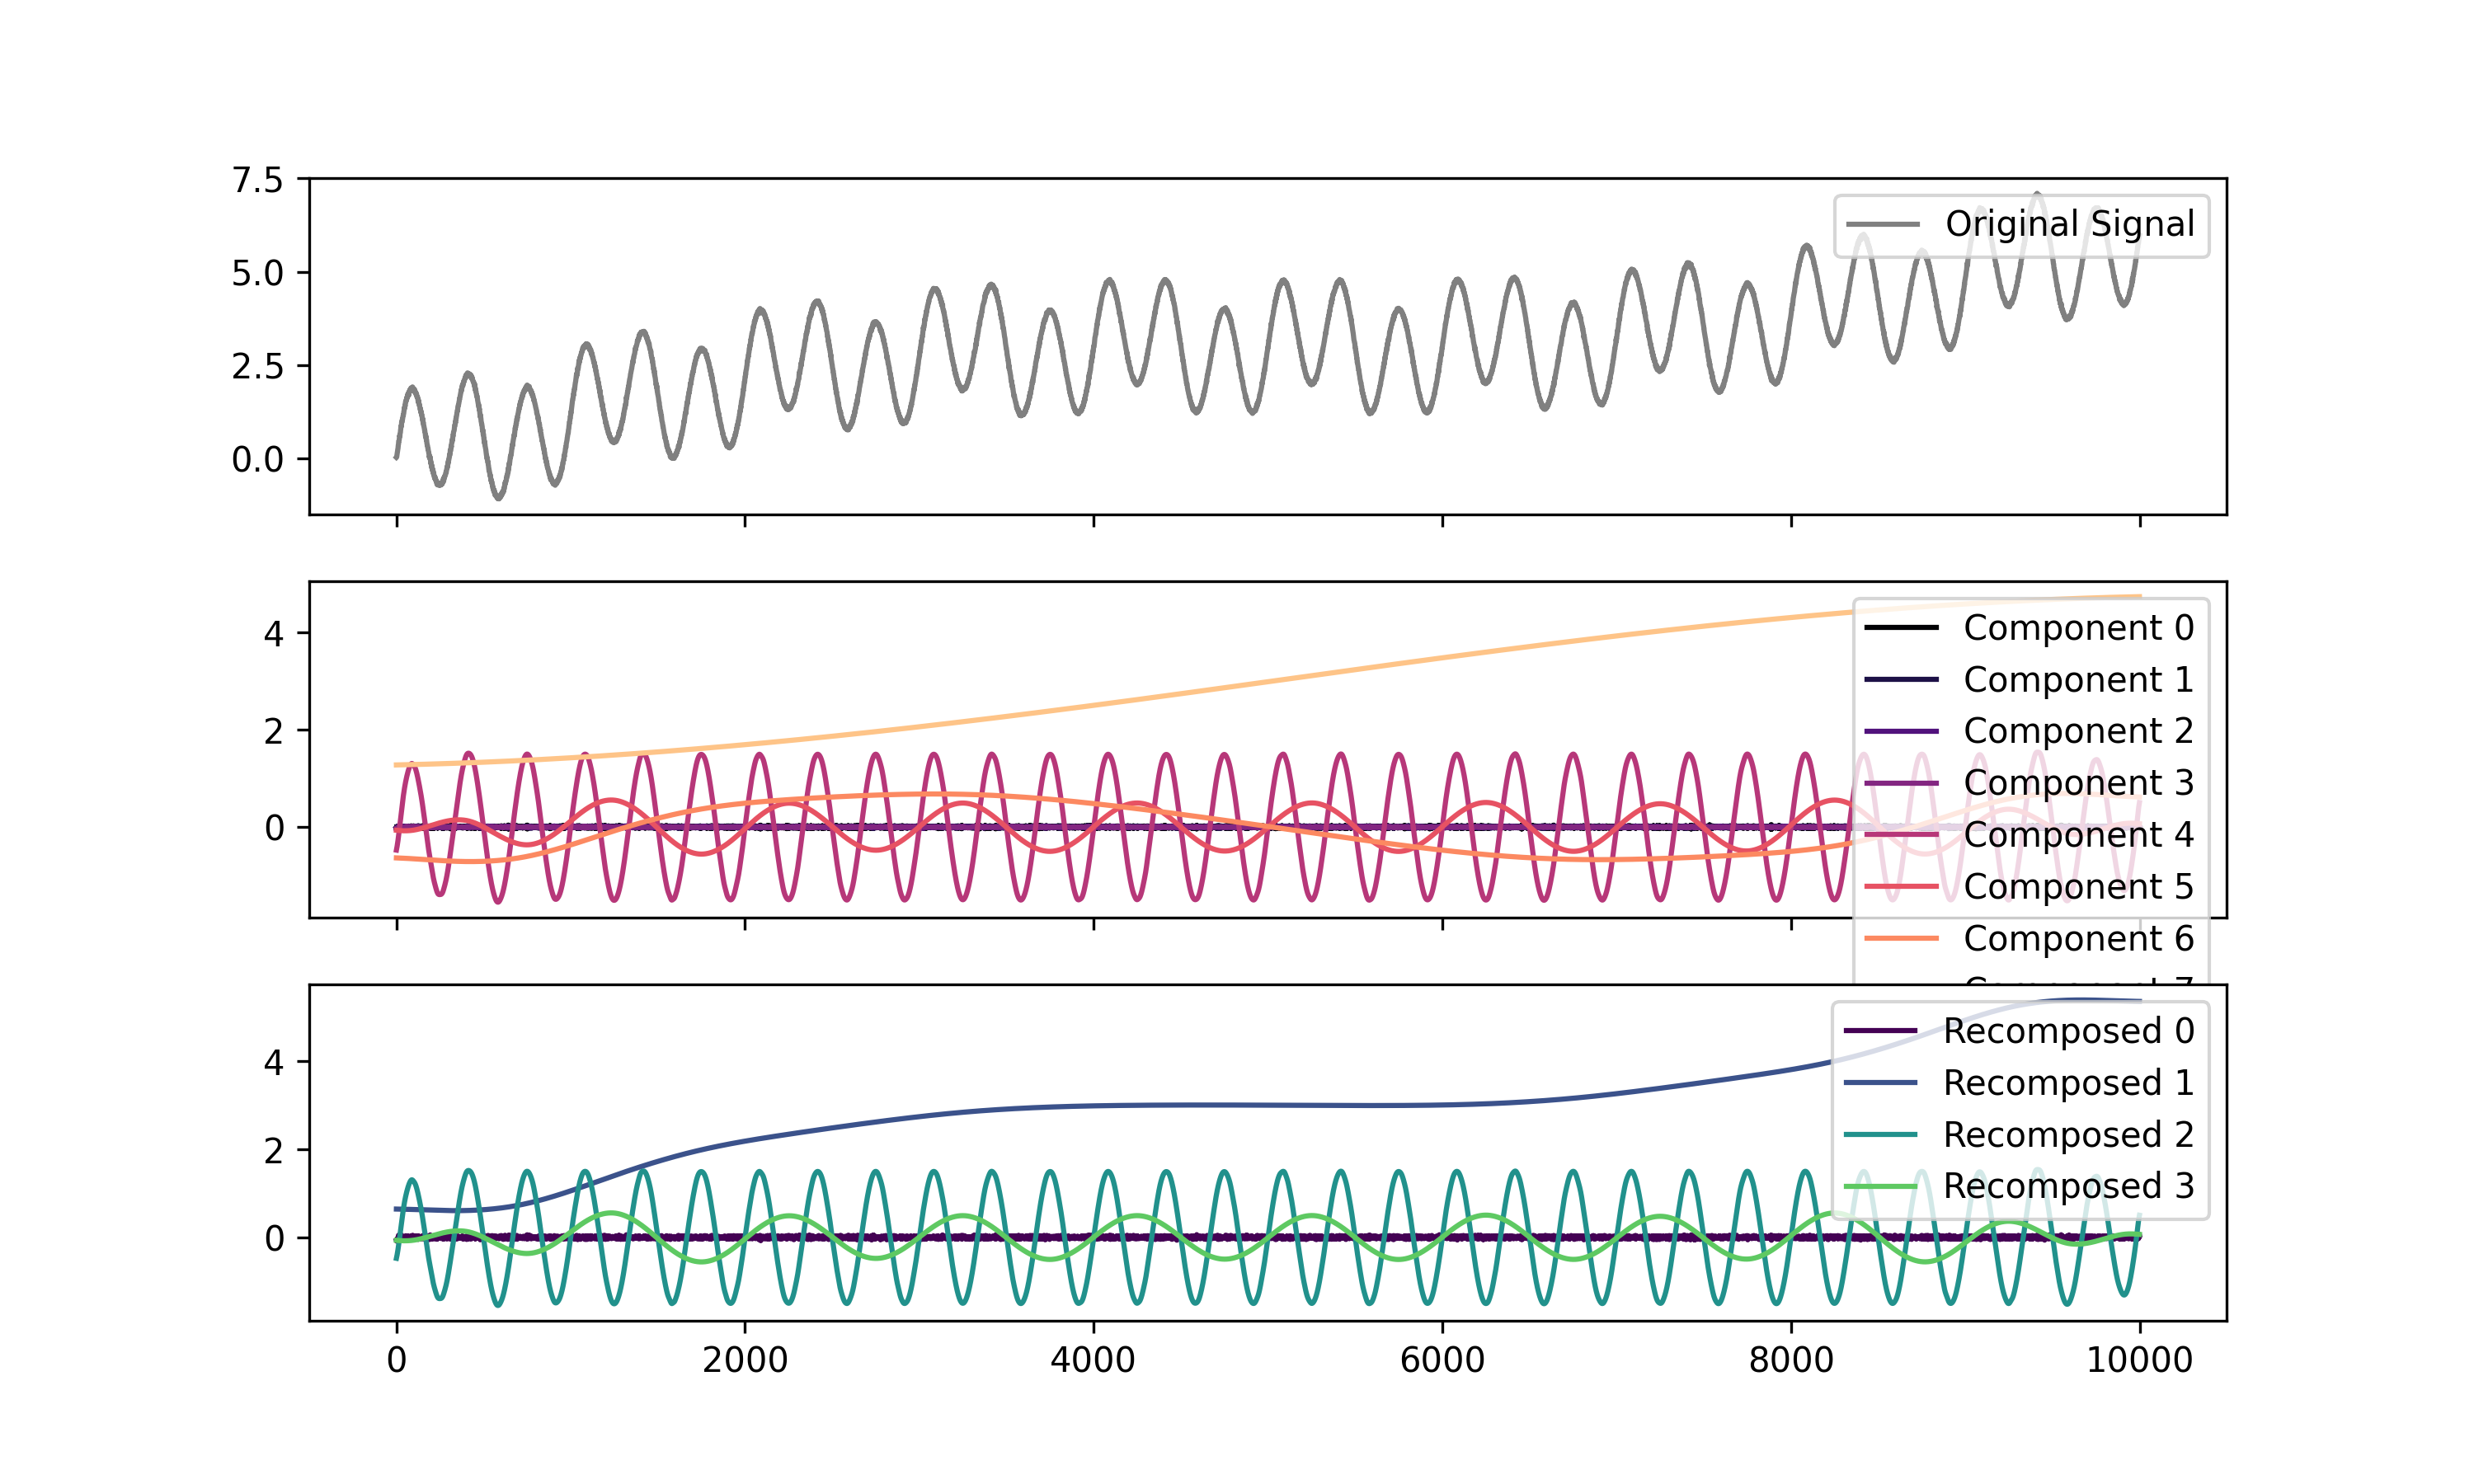 7.5
5.0
2.5
0.0
Original Signal
4
2
0
Component 0
Component 1
Component 2
Component 3
Component 4
Component 5
Component 6
4
2
0
Recomposed 0
Recomposed 1
Recomposed 2
Recomposed 3
0 2000 4000 6000 8000 10000